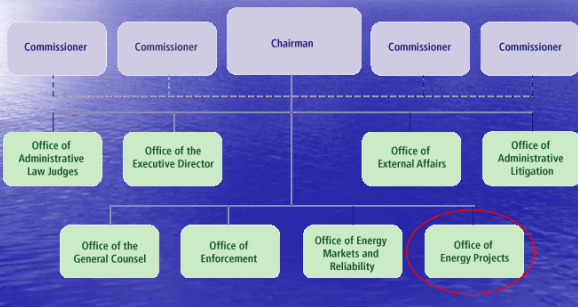 Commissioner
Commissioner
Chairman
Commissioner
Commissioner
Office of
Administrative
Law Judges
Office of the
Executive Director
Office of
External Affairs
Office of
Administrative
Litigation
Office of the
General Counsel
Office of
Enforcement
Office of Energy
Markets and
Reliability
Office of
Energy Projects